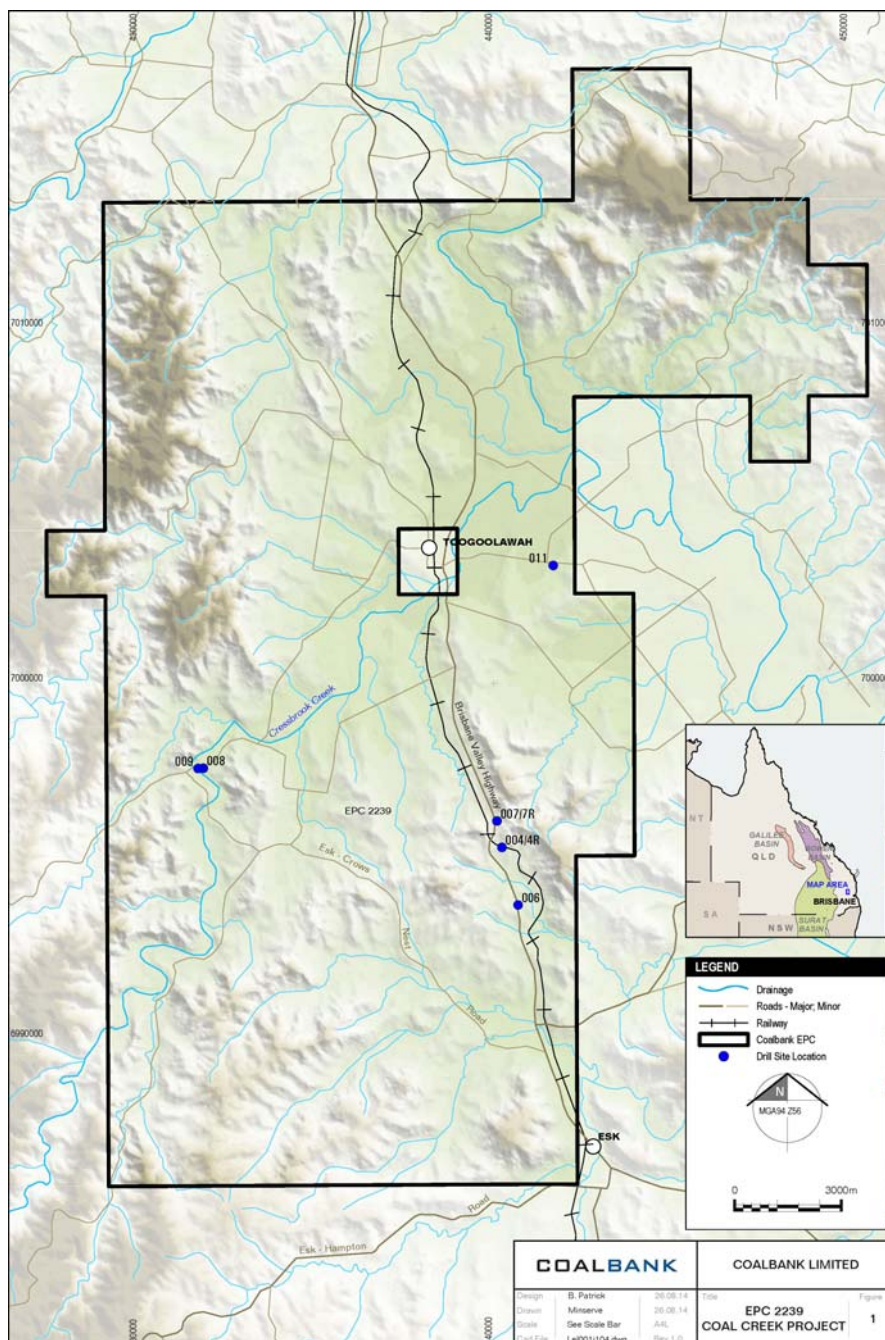 440000
450000
7010000
TOOGOOLAWAH
011
7000000
7000000
Cressbrook Creek
Brisbane Valley Highway
009
008
007/7R
EPC 2239
004/4R
Esk - Crows
Nest
Road
006
6990000
ESK
Road
Esk - Hampton
NT
GALILEE
BASIN
BOWEN
BASIN
QLD
MAP AREA
BRISBANE
SA
SURAT
BASIN
NSW
LEGEND
Drainage
Roads - Major; Minor
Railway
Coalbank EPC
Drill Site Location
N
MGA94 Z56
0
3000m
COALBANK
COALBANK LIMITED
Design B. Patrick 26.08.14
Drawn Minserve 26.08.14
Scale See Scale Bar A4L
Title
Figure
EPC 2239
COAL CREEK PROJECT
1